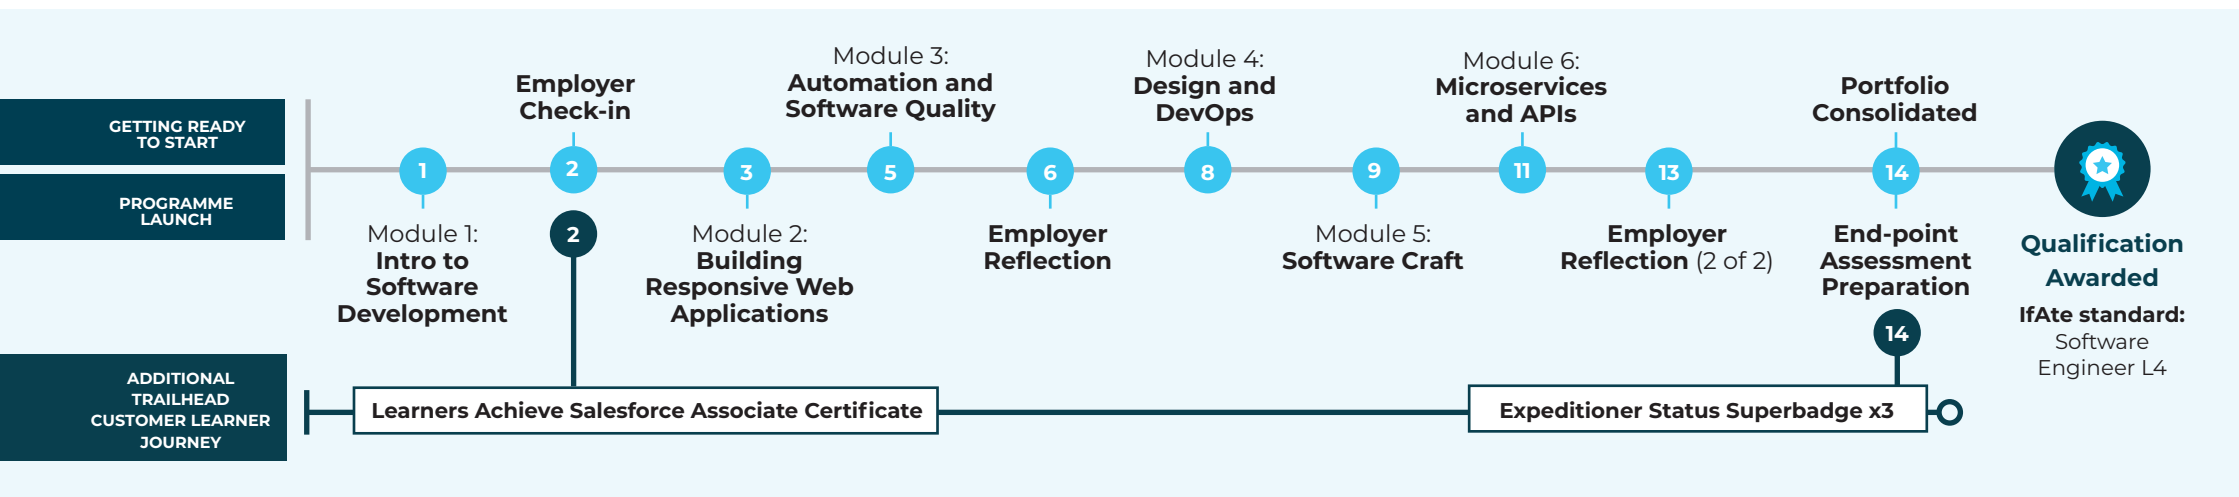 GETTING READY
TO START
PROGRAMME
LAUNCH
1
Module 1:
Intro to
Software
Development
Employer
Check-in
2
2
3
Module 2:
Building
Responsive Web
Applications
Module 3:
Automation and
Software Quality
5
6
Employer
Reflection
Module 4:
Design and
DevOps
8
9
Module 5:
Software Craft
Module 6:
Microservices
and APIs
11
13
Employer
Reflection (2 of 2)
Portfolio
Consolidated
14
End-point
Assessment
Preparation
14
Qualification
Awarded
IfAte standard:
Software
Engineer L4
ADDITIONAL
TRAILHEAD
CUSTOMER LEARNER
JOURNEY
Learners Achieve Salesforce Associate Certificate
Expeditioner Status Superbadge x3